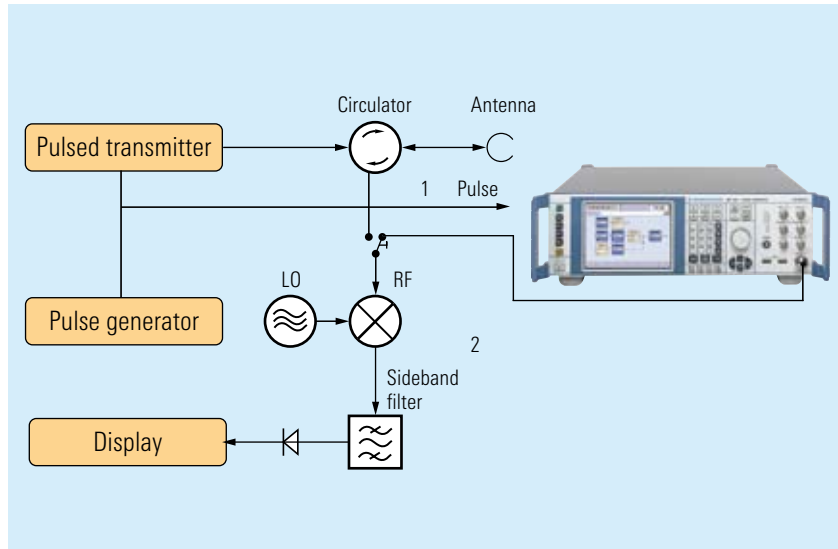 Circulator
Antenna
Pulsed transmitter
1
Pulse
LO
RF
Pulse generator
2
Sideband
filter
Display